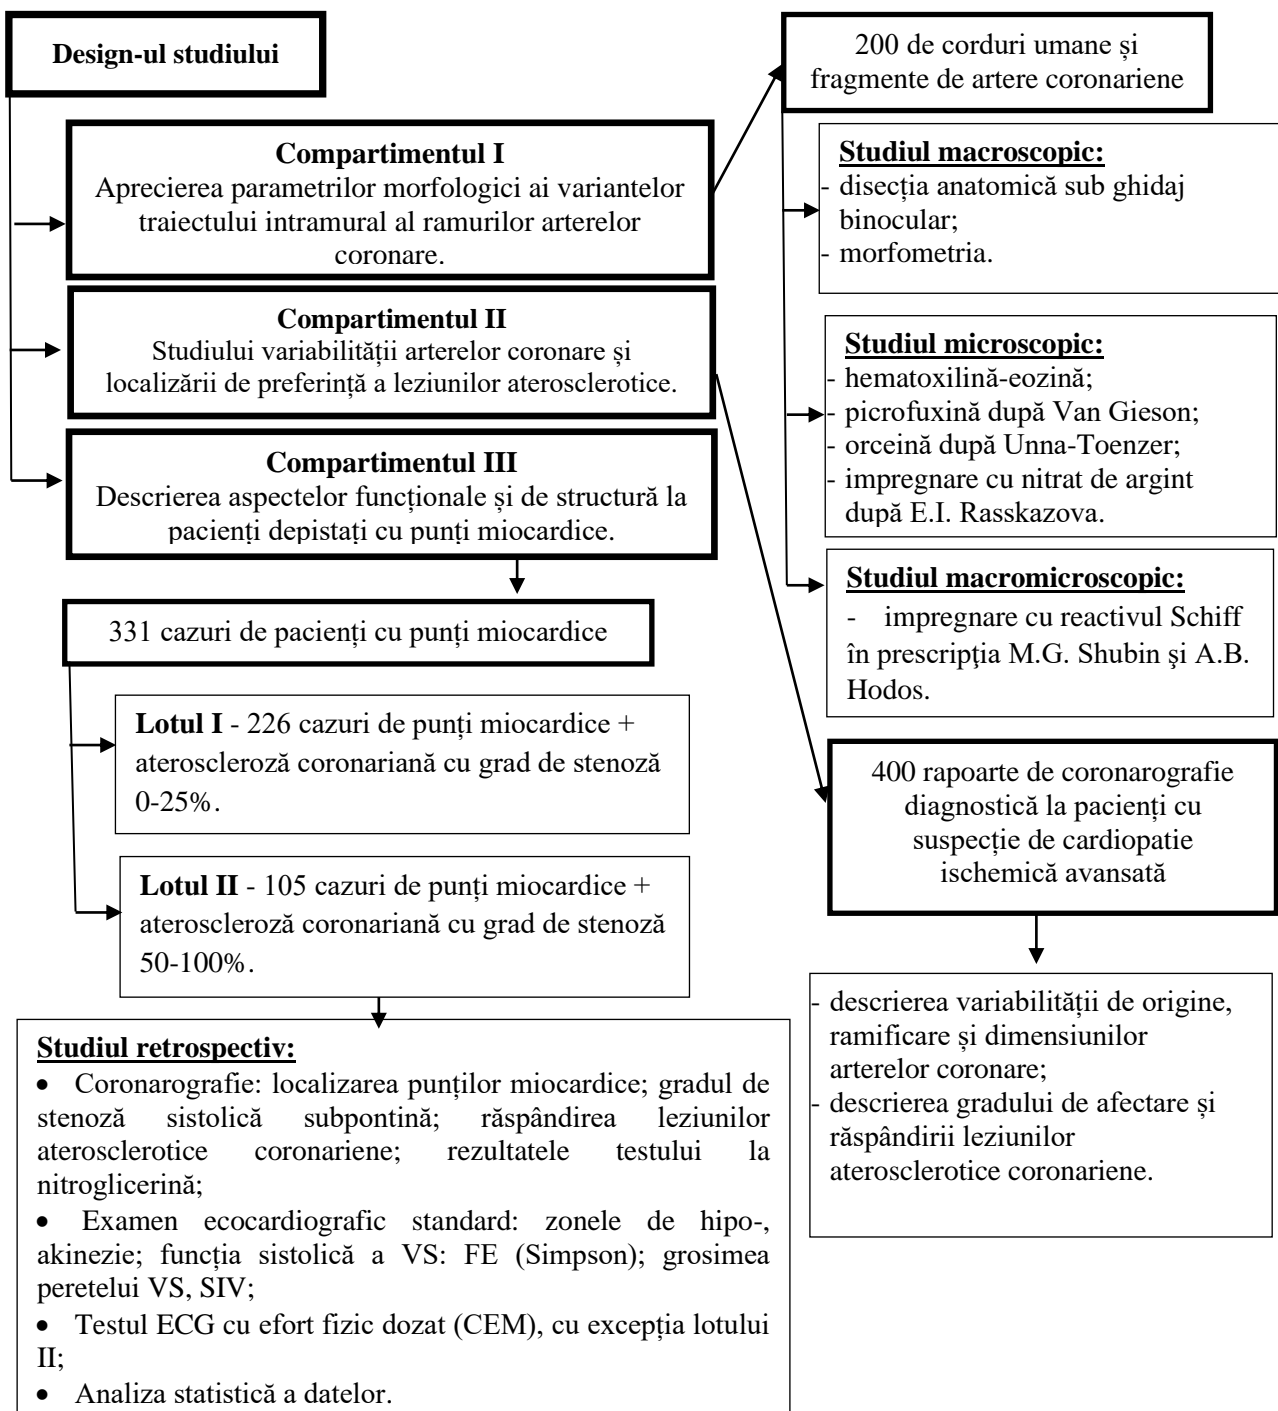 Design-ul studiului
Compartimentul I
Aprecierea parametrilor morfologici ai variantelor
traiectului intramural al ramurilor arterelor
coronare.
Compartimentul II
Studiului variabilității arterelor coronare și
localizării de preferință a leziunilor aterosclerotice.
Compartimentul III
Descrierea aspectelor funcționale și de structură la
pacienți depistați cu punți miocardice.
331 cazuri de pacienți cu punți miocardice
Lotul I - 226 cazuri de punți miocardice +
ateroscleroză coronariană cu grad de stenoză
0-25%.
Lotul II - 105 cazuri de punți miocardice +
ateroscleroză coronariană cu grad de stenoză
50-100%.
Studiul retrospectiv:
• Coronarografie: localizarea punților miocardice; gradul de
stenoză sistolică subpontină; răspândirea leziunilor
aterosclerotice coronariene; rezultatele testului la
nitroglicerină;
• Examen ecocardiografic standard: zonele de hipo-,
akinezie; funcția sistolică a VS: FE (Simpson); grosimea
peretelui VS, SIV;
• Testul ECG cu efort fizic dozat (CEM), cu excepția lotului
II;
• Analiza statistică a datelor.
200 de corduri umane și
fragmente de artere coronariene
Studiul macroscopic:
- disecția anatomică sub ghidaj
binocular;
- morfometria.
Studiul microscopic:
- hematoxilină-eozină;
- picrofuxină după Van Gieson;
- orceină după Unna-Toenzer;
- impregnare cu nitrat de argint
după E.I. Rasskazova.
Studiul macromicroscopic:
- impregnare cu reactivul Schiff
în prescripţia M.G. Shubin şi A.B.
Hodos.
400 rapoarte de coronarografie
diagnostică la pacienți cu
suspecție de cardiopatie
ischemică avansată
- descrierea variabilității de origine,
ramificare și dimensiunilor
arterelor coronare;
- descrierea gradului de afectare și
răspândirii leziunilor
aterosclerotice coronariene.